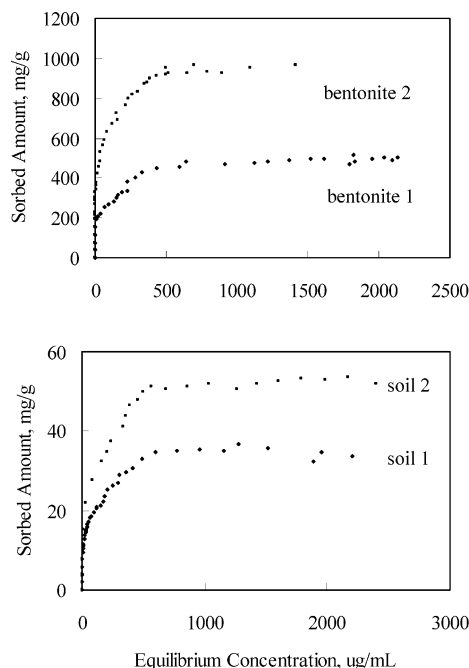 1200
1000
800
600
400
200
0
Sorbed Amount, mg/g
bentonite 2
bentonite 1
0 500 1000 1500 2000 2500
60
40
20
0
Sorbed Amount, mg/g
soil 2
soil 1
0 1000 2000 3000
Equilibrium Concentration, ug/mL